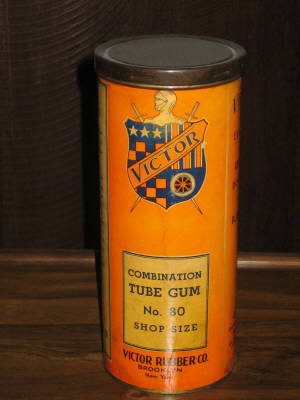 VICTOR
COMBINATION
TUBE GUM
No. 80
SHOP SIZE
VICTOR RUBBER CO.
BROOKLYN
New York